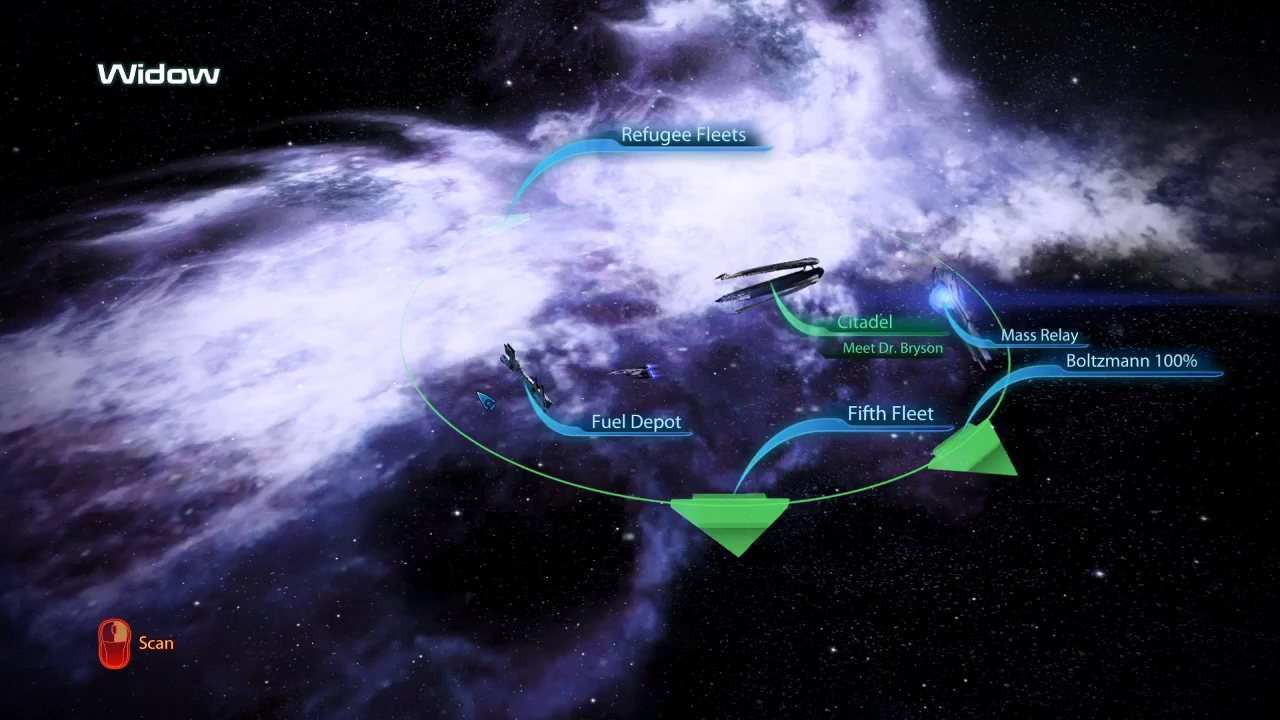 Widow
Refugee Fleets
Citadel
Meet Dr. Bryson
Mass Relay
Boltzmann 100%
Fifth Fleet
Fuel Depot
Scan